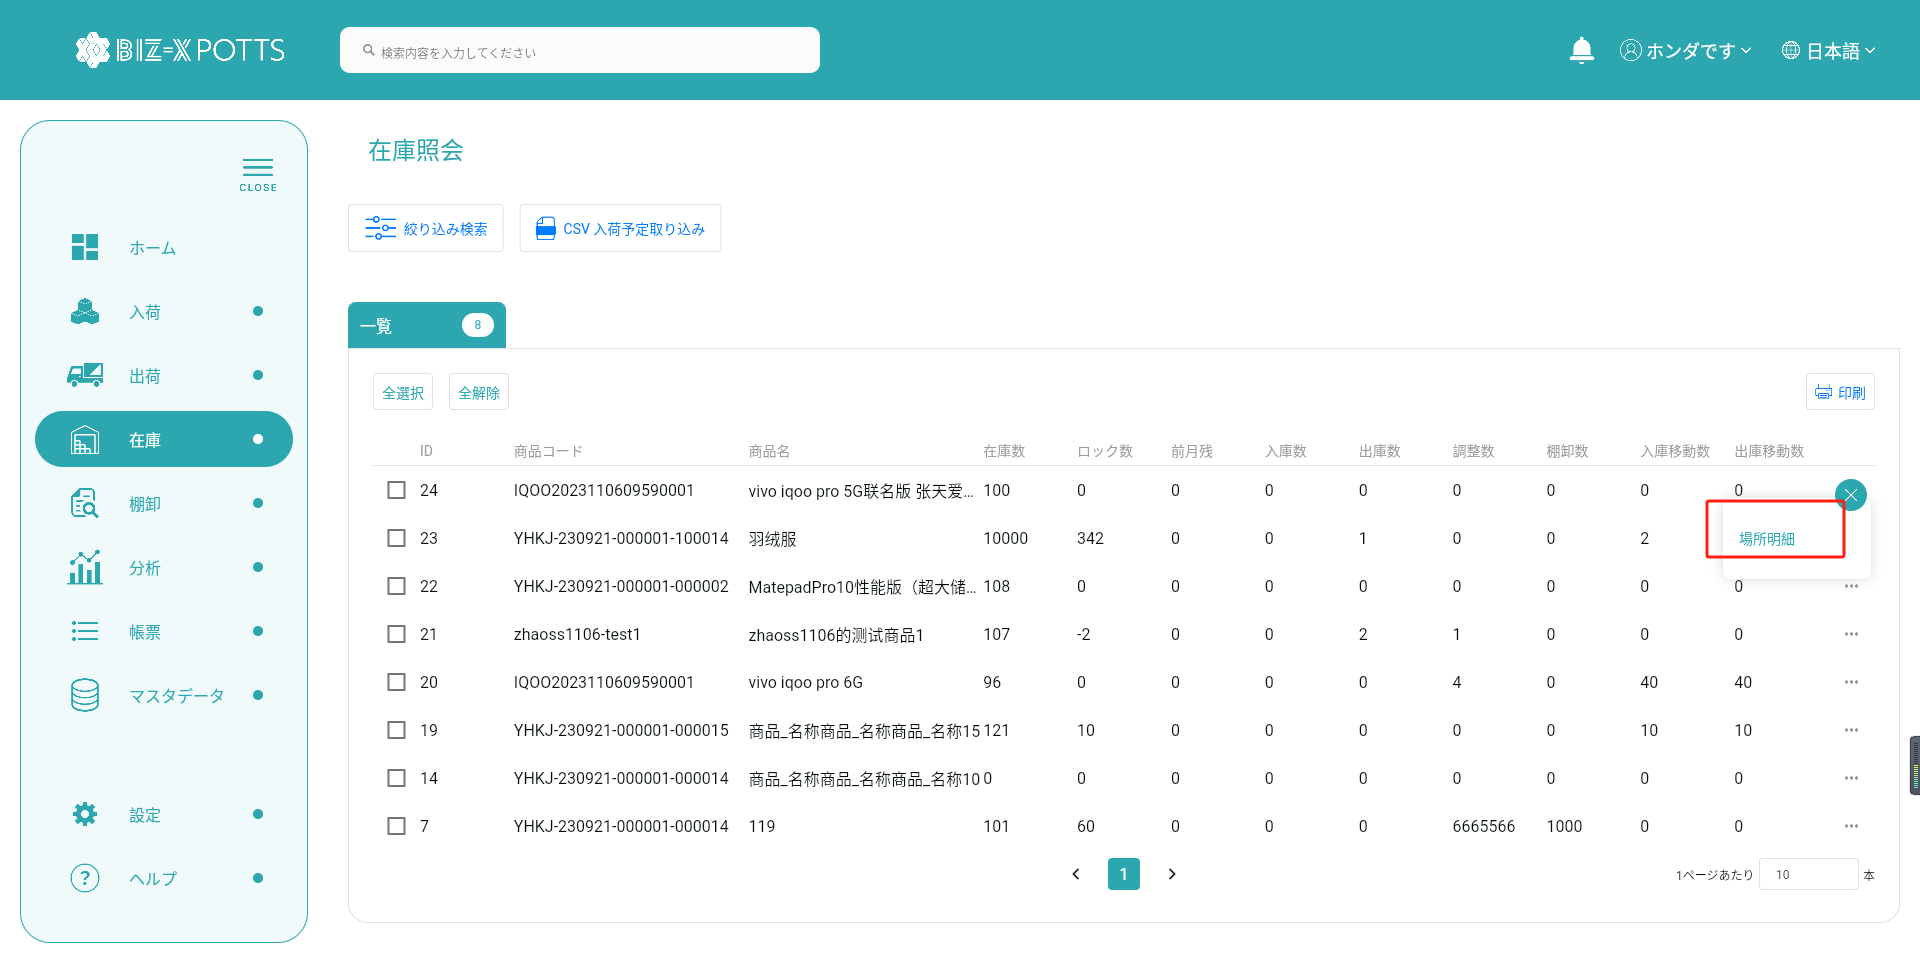 BIZ=X POTTS
検索内容を入力してください
ホンダです
日本語
CLOSE
ホーム
入荷
出荷
在庫
棚卸
分析
帳票
マスタデータ
設定
ヘルプ
在庫照会
絞り込み検索
CSV 入荷予定取り込み
一覧 8
全選択 全解除
印刷
ID 商品コード 商品名 在庫数 ロック数 前月残 入庫数 出庫数 調整数 棚卸数 入庫移動数 出庫移動数
24 IQOO2023110609590001 vivo iqoo pro 5G联名版 张天爱... 100 0 0 0 0 0 0 0 0
23 YHKJ-230921-000001-100014 羽绒服 10000 342 0 0 1 0 0 2
場所明細
22 YHKJ-230921-000001-000002 MatepadPro10性能版（超大储... 108 0 0 0 0 0 0 0 0
21 zhaoss1106-test1 zhaoss1106的测试商品1 107 -2 0 0 2 1 0 0 0
20 IQOO2023110609590001 vivo iqoo pro 6G 96 0 0 0 0 4 0 40 40
19 YHKJ-230921-000001-000015 商品_名称商品_名称商品_名称15 121 10 0 0 0 0 0 10 10
14 YHKJ-230921-000001-000014 商品_名称商品_名称商品_名称10 0 0 0 0 0 0 0 0 0
7 YHKJ-230921-000001-000014 119 101 60 0 0 0 6665566 1000 0 0
1
1ページあたり 10 本